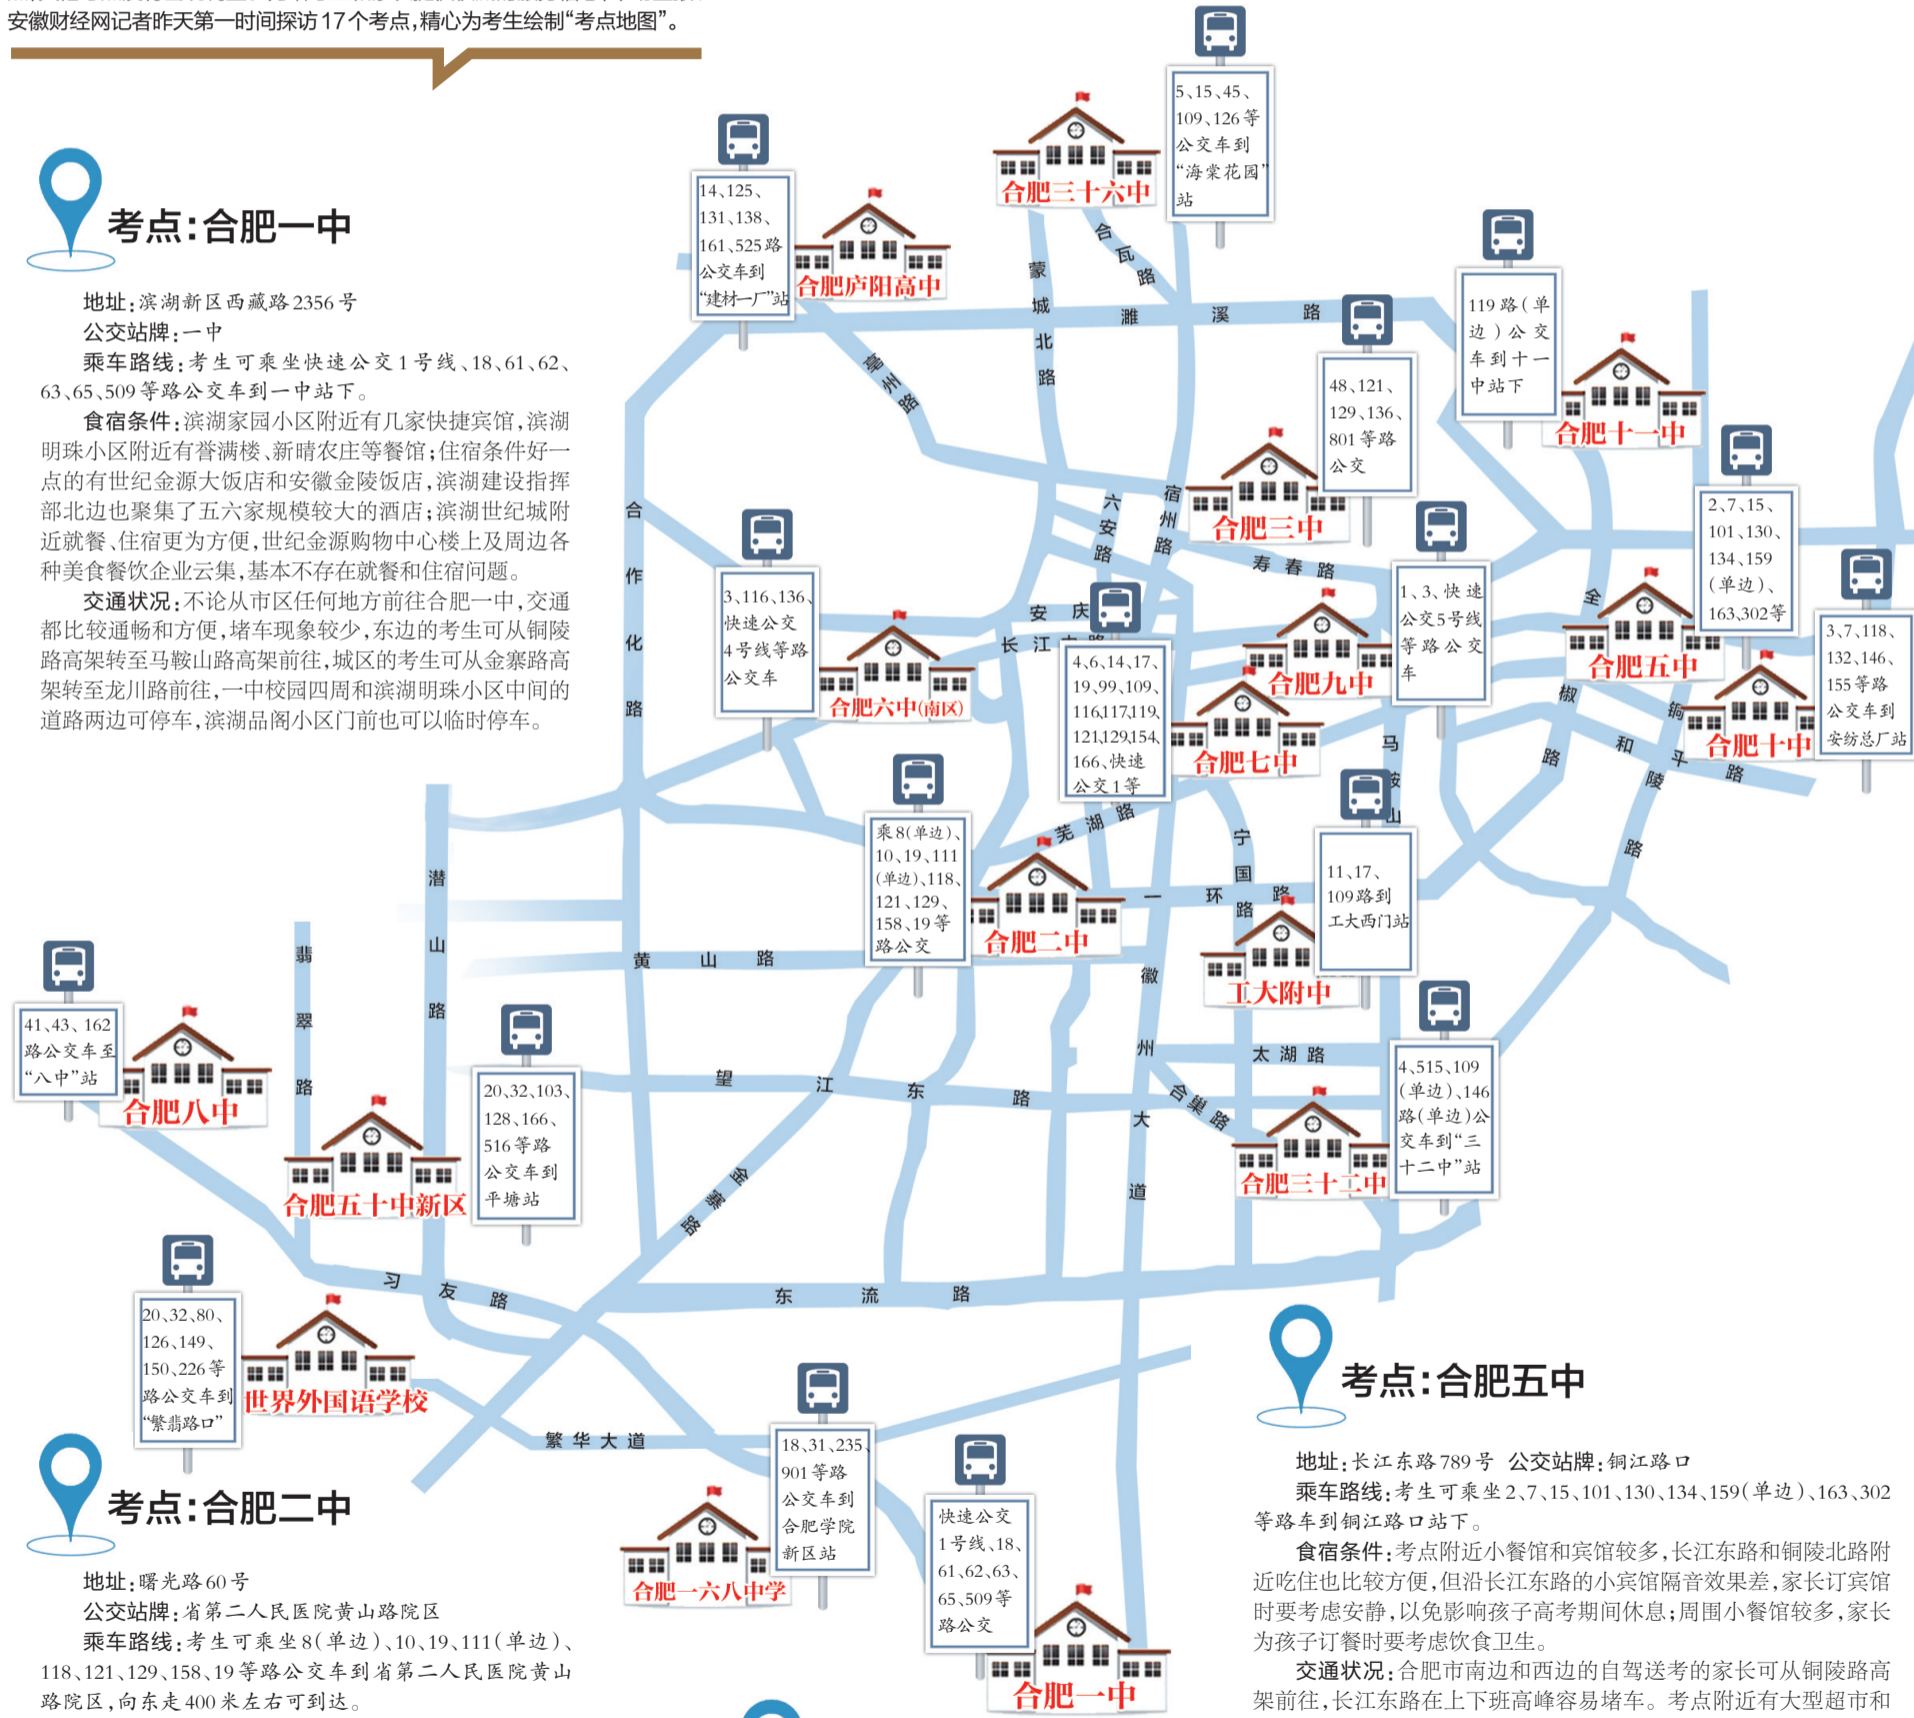 安徽财经网记者昨天第一时间探访17个考点,精心为考生绘制“考点地图”。
考点:合肥一中
地址:滨湖新区西藏路2356号
公交站牌:一中
乘车路线:考生可乘坐快速公交1号线、18、61、62、
63、65、509等路公交车到一中站下。
食宿条件:滨湖家园小区附近有几家快捷宾馆,滨湖
明珠小区附近有誉满楼、新晴农庄等餐馆;住宿条件好一
点的有世纪金源大饭店和安徽金陵饭店,滨湖建设指挥
部北边也聚集了五六家规模较大的酒店;滨湖世纪城附
近就餐、住宿更为方便,世纪金源购物中心楼上及周边各
种美食餐饮企业云集,基本不存在就餐和住宿问题。
交通状况:不论从市区任何地方前往合肥一中,交通
都比较通畅和方便,堵车现象较少,东边的考生可从铜陵
路高架转至马鞍山路高架前往,城区的考生可从金寨路高
架转至龙川路前往,一中校园四周和滨湖明珠小区中间的
道路两边可停车,滨湖品阁小区门前也可以临时停车。
14、125、
131、138、
161、525路
公交车到
“建材一厂”站
合肥庐阳高中
合肥三十六中
5、15、45、
109、126等
公交车到
“海棠花园”
站
合瓦路
蒙城北路
濉溪路
亳州路
119路(单
边)公交
车到十一
中站下
合肥十一中
48、121、
129、136、
801等路
公交
合肥三中
六安路
宿州路
寿春路
合作化路
3、116、136、
快速公交
4号线等路
公交车
合肥六中(南区)
安庆
长江
4、6、14、17、
19、99、109、
116、117、119、
121、129、154、
166、快速
公交1等
合肥七中
合肥九中
1、3、快速
公交5号线
等路公交
车
2、7、15、
101、130、
134、159
(单边)、
163、302等
合肥五中
3、7、118、
132、146、
155等路
公交车到
安纺总厂站
合肥十中
全椒路
铜陵路
和平路
马鞍山
芜湖路
宁国路
一环路
乘8(单边)、
10、19、111
(单边)、118、
121、129、
158、19等
路公交
合肥二中
11、17、
109路到
工大西门站
工大附中
潜山路
翡翠路
黄山路
徽州大道
太湖路
合巢路
望江东路
41、43、162
路公交车至
“八中”站
合肥八中
合肥五十中新区
20、32、103、
128、166、
516等路
公交车到
平塘站
4、515、109
(单边)、146
路(单边)公
交车到“三
十二中”站
合肥三十二中
金寨路
习友路
东流路
20、32、80、
126、149、
150、226等
路公交车到
“繁翡路口”
世界外国语学校
繁华大道
18、31、235、
901等路
公交车到
合肥学院
新区站
合肥一六八中学
快速公交
1号线、18、
61、62、63、
65、509等
路公交
合肥一中
考点:合肥二中
地址:曙光路60号
公交站牌:省第二人民医院黄山路院区
乘车路线:考生可乘坐8(单边)、10、19、111(单边)、
118、121、129、158、19等路公交车到省第二人民医院黄山
路院区,向东走400米左右可到达。
考点:合肥五中
地址:长江东路789号 公交站牌:铜江路口
乘车路线:考生可乘坐2、7、15、101、130、134、159(单边)、163、302
等路车到铜江路口站下。
食宿条件:考点附近小餐馆和宾馆较多,长江东路和铜陵北路附
近吃住也比较方便,但沿长江东路的小宾馆隔音效果差,家长订宾馆
时要考虑安静,以免影响孩子高考期间休息;周围小餐馆较多,家长
为孩子订餐时要考虑饮食卫生。
交通状况:合肥市南边和西边的自驾送考的家长可从铜陵路高
架前往,长江东路在上下班高峰容易堵车。考点附近有大型超市和